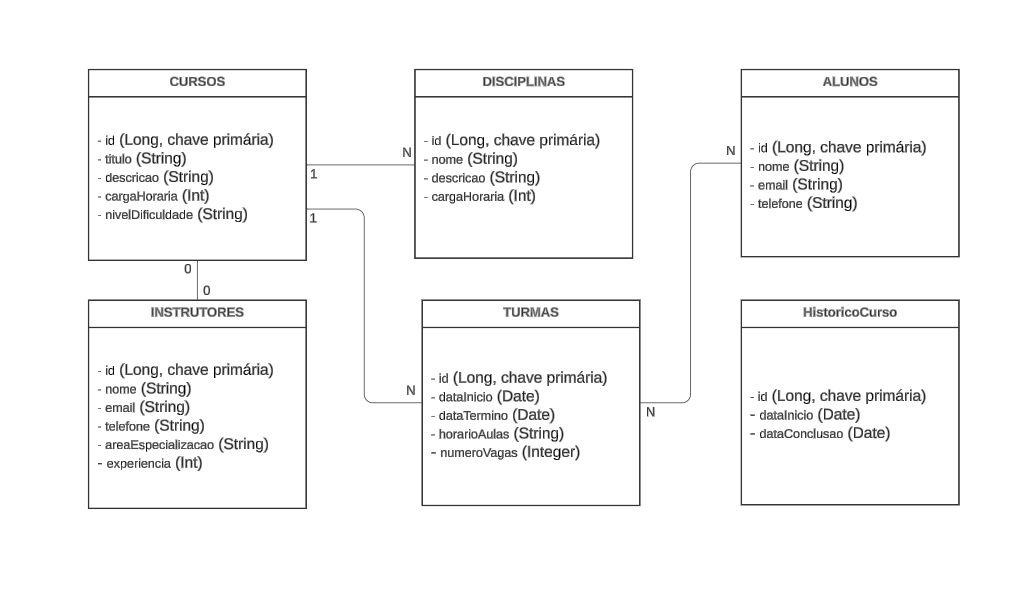 CURSOS
- id (Long, chave primária)
- titulo (String)
- descricao (String)
- cargaHoraria (Int)
- nivelDificuldade (String)
DISCIPLINAS
- id (Long, chave primária)
- nome (String)
- descricao (String)
- cargaHoraria (Int)
ALUNOS
- id (Long, chave primária)
- nome (String)
- email (String)
- telefone (String)
N
1
N
1
0
0
INSTRUTORES
- id (Long, chave primária)
- nome (String)
- email (String)
- telefone (String)
- areaEspecializacao (String)
- experiencia (Int)
N
TURMAS
- id (Long, chave primária)
- dataInicio (Date)
- dataTermino (Date)
- horarioAulas (String)
- numeroVagas (Integer)
N
HistoricoCurso
- id (Long, chave primária)
- dataInicio (Date)
- dataConclusao (Date)